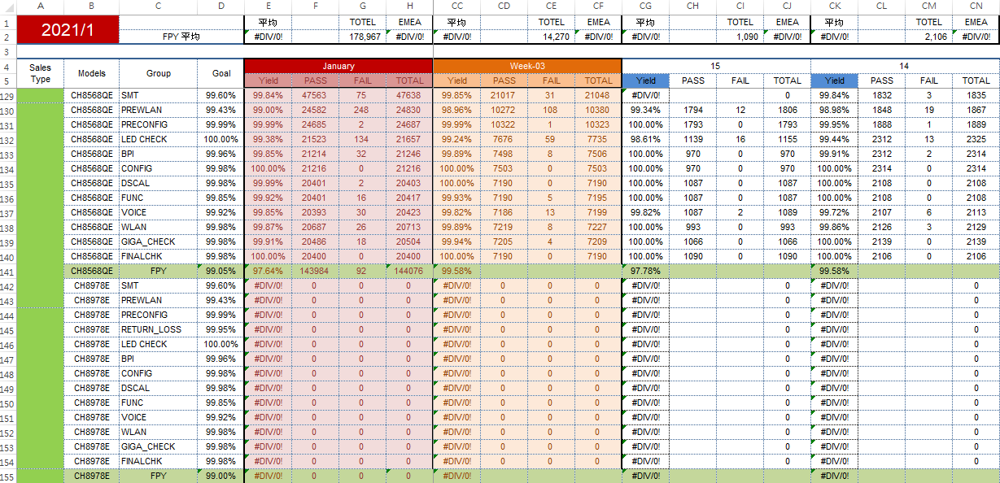 A B C D E F G H CC CD CE CF CG CH CI CJ CK CL CM CN
1 2021/1 平均 TOTEL EMEA 平均 TOTEL EMEA 平均 TOTEL EMEA 平均 TOTEL EMEA
2 FPY 平均 #DIV/0! 178,967 #DIV/0! #DIV/0! 14,270 #DIV/0! #DIV/0! 1,090 #DIV/0! #DIV/0! 2,106 #DIV/0!
3
4 Sales Type Models Group Goal January Week-03 15 14
5 Yield PASS FAIL TOTAL Yield PASS FAIL TOTAL Yield PASS FAIL TOTAL Yield PASS FAIL TOTAL
129 CH8568QE SMT 99.60% 99.84% 47563 75 47638 99.85% 21017 31 21048 #DIV/0! 0 99.84% 1832 3 1835
130 CH8568QE PREWLAN 99.43% 99.00% 24582 248 24830 98.96% 10272 108 10380 99.34% 1794 12 1806 98.98% 1848 19 1867
131 CH8568QE PRECONFIG 99.99% 99.99% 24685 2 24687 99.99% 10322 1 10323 100.00% 1793 0 1793 99.95% 1888 1 1889
132 CH8568QE LED CHECK 100.00% 99.38% 21523 134 21657 99.24% 7676 59 7735 98.61% 1139 16 1155 99.44% 2312 13 2325
133 CH8568QE BPI 99.96% 99.85% 21214 32 21246 99.89% 7498 8 7506 100.00% 970 0 970 99.91% 2312 2 2314
134 CH8568QE CONFIG 99.98% 100.00% 21216 0 21216 100.00% 7503 0 7503 100.00% 970 0 970 100.00% 2314 0 2314
135 CH8568QE DSCAL 99.98% 99.99% 20401 2 20403 100.00% 7190 0 7190 100.00% 1087 0 1087 100.00% 2108 0 2108
136 CH8568QE FUNC 99.85% 99.92% 20401 16 20417 99.93% 7190 5 7195 100.00% 1087 0 1087 100.00% 2108 0 2108
137 CH8568QE VOICE 99.92% 99.85% 20393 30 20423 99.82% 7186 13 7199 99.82% 1087 2 1089 99.72% 2107 6 2113
138 CH8568QE WLAN 99.98% 99.87% 20687 26 20713 99.89% 7219 8 7227 100.00% 993 0 993 99.86% 2126 3 2129
139 CH8568QE GIGA_CHECK 99.98% 99.91% 20486 18 20504 99.94% 7205 4 7209 100.00% 1066 0 1066 100.00% 2139 0 2139
140 CH8568QE FINALCHK 99.98% 100.00% 20400 0 20400 100.00% 7190 0 7190 100.00% 1090 0 1090 100.00% 2106 0 2106
141 CH8568QE FPY 99.05% 97.64% 143984 92 144076 99.58% 97.78% 99.58%
142 CH8978E SMT 99.60% #DIV/0! 0 0 0 #DIV/0! 0 0 0 #DIV/0! 0 #DIV/0! 0
143 CH8978E PREWLAN 99.43% #DIV/0! 0 0 0 #DIV/0! 0 0 0 #DIV/0! 0 #DIV/0! 0
144 CH8978E PRECONFIG 99.99% #DIV/0! 0 0 0 #DIV/0! 0 0 0 #DIV/0! 0 #DIV/0! 0
145 CH8978E RETURN_LOSS 99.95% #DIV/0! 0 0 0 #DIV/0! 0 0 0 #DIV/0! 0 #DIV/0! 0
146 CH8978E LED CHECK 100.00% #DIV/0! 0 0 0 #DIV/0! 0 0 0 #DIV/0! 0 #DIV/0! 0
147 CH8978E BPI 99.96% #DIV/0! 0 0 0 #DIV/0! 0 0 0 #DIV/0! 0 #DIV/0! 0
148 CH8978E CONFIG 99.98% #DIV/0! 0 0 0 #DIV/0! 0 0 0 #DIV/0! 0 #DIV/0! 0
149 CH8978E DSCAL 99.98% #DIV/0! 0 0 0 #DIV/0! 0 0 0 #DIV/0! 0 #DIV/0! 0
150 CH8978E FUNC 99.85% #DIV/0! 0 0 0 #DIV/0! 0 0 0 #DIV/0! 0 #DIV/0! 0
151 CH8978E VOICE 99.92% #DIV/0! 0 0 0 #DIV/0! 0 0 0 #DIV/0! 0 #DIV/0! 0
152 CH8978E WLAN 99.98% #DIV/0! 0 0 0 #DIV/0! 0 0 0 #DIV/0! 0 #DIV/0! 0
153 CH8978E GIGA_CHECK 99.98% #DIV/0! 0 0 0 #DIV/0! 0 0 0 #DIV/0! 0 #DIV/0! 0
154 CH8978E FINALCHK 99.98% #DIV/0! 0 0 0 #DIV/0! 0 0 0 #DIV/0! 0 #DIV/0! 0
155 CH8978E FPY 99.00% #DIV/0! 0 0 0 #DIV/0! #DIV/0! #DIV/0!